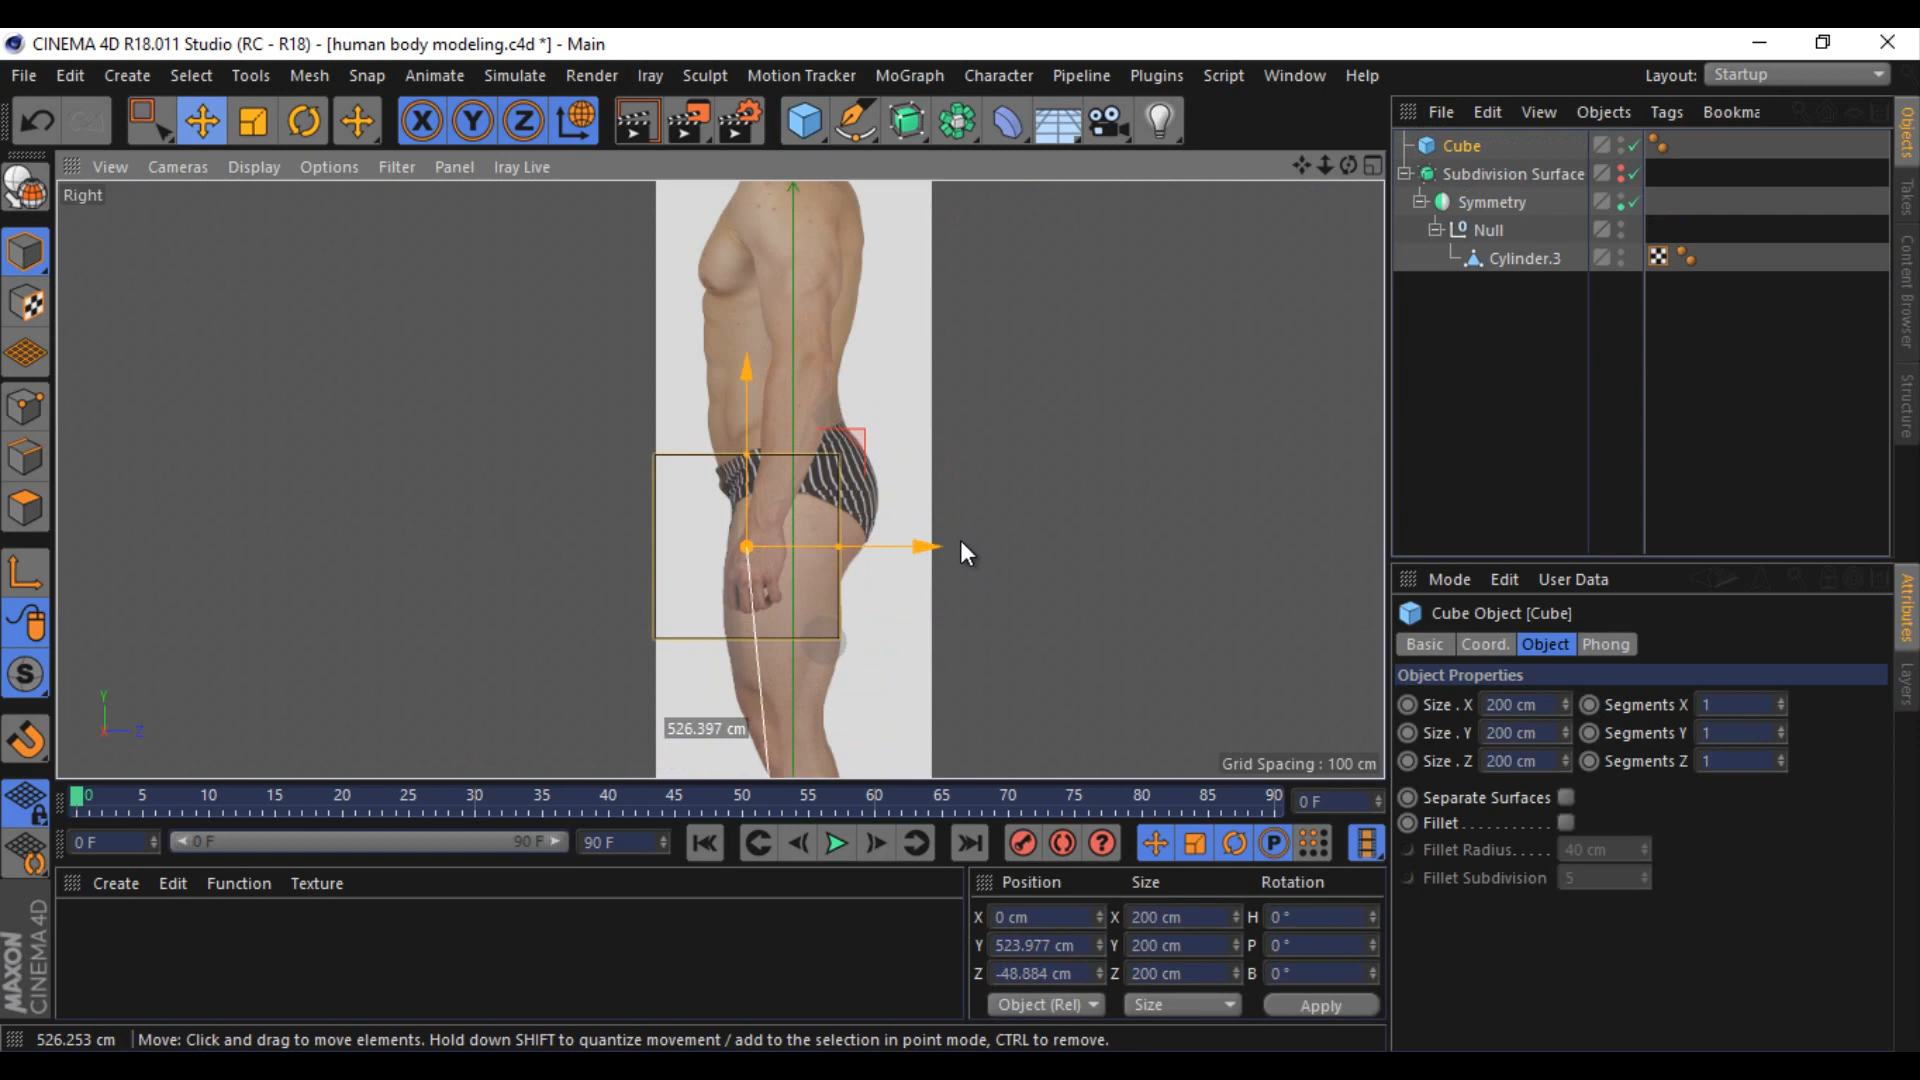 CINEMA 4D R18.011 Studio (RC - R18) - [human body modeling.c4d *] - Main
File Edit Create Select Tools Mesh Snap Animate Simulate Render Iray Sculpt Motion Tracker MoGraph Character Pipeline Plugins Script Window Help Layout: Startup
X Y Z
File Edit View Objects Tags Bookma
Objects
Takes
Content Browser
Structure
Cube
Subdivision Surface
Symmetry
Null
Cylinder.3
View Cameras Display Options Filter Panel Iray Live
Right
526.397 cm
Grid Spacing : 100 cm
Y
X Z
Mode Edit User Data
Attributes
Layers
Cube Object [Cube]
Basic Coord. Object Phong
Object Properties
Size . X 200 cm Segments X 1
Size . Y 200 cm Segments Y 1
Size . Z 200 cm Segments Z 1
Separate Surfaces
Fillet . . . . . . . . . . .
Fillet Radius. . . . . 40 cm
Fillet Subdivision 5
0 5 10 15 20 25 30 35 40 45 50 55 60 65 70 75 80 85 90 0 F
0 F 0 F 90 F 90 F
P
Create Edit Function Texture
Position Size Rotation
X 0 cm X 200 cm H 0 °
Y 523.977 cm Y 200 cm P 0 °
Z -48.884 cm Z 200 cm B 0 °
Object (Rel) Size Apply
MAXON
CINEMA 4D
526.253 cm Move: Click and drag to move elements. Hold down SHIFT to quantize movement / add to the selection in point mode, CTRL to remove.